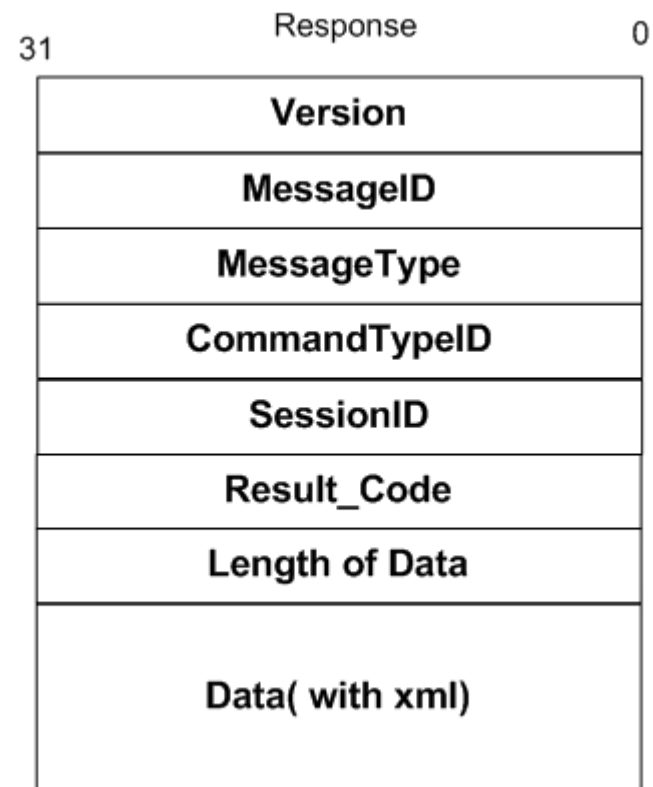 Response
31
0
Version
MessageID
MessageType
CommandTypeID
SessionID
Result_Code
Length of Data
Data( with xml)